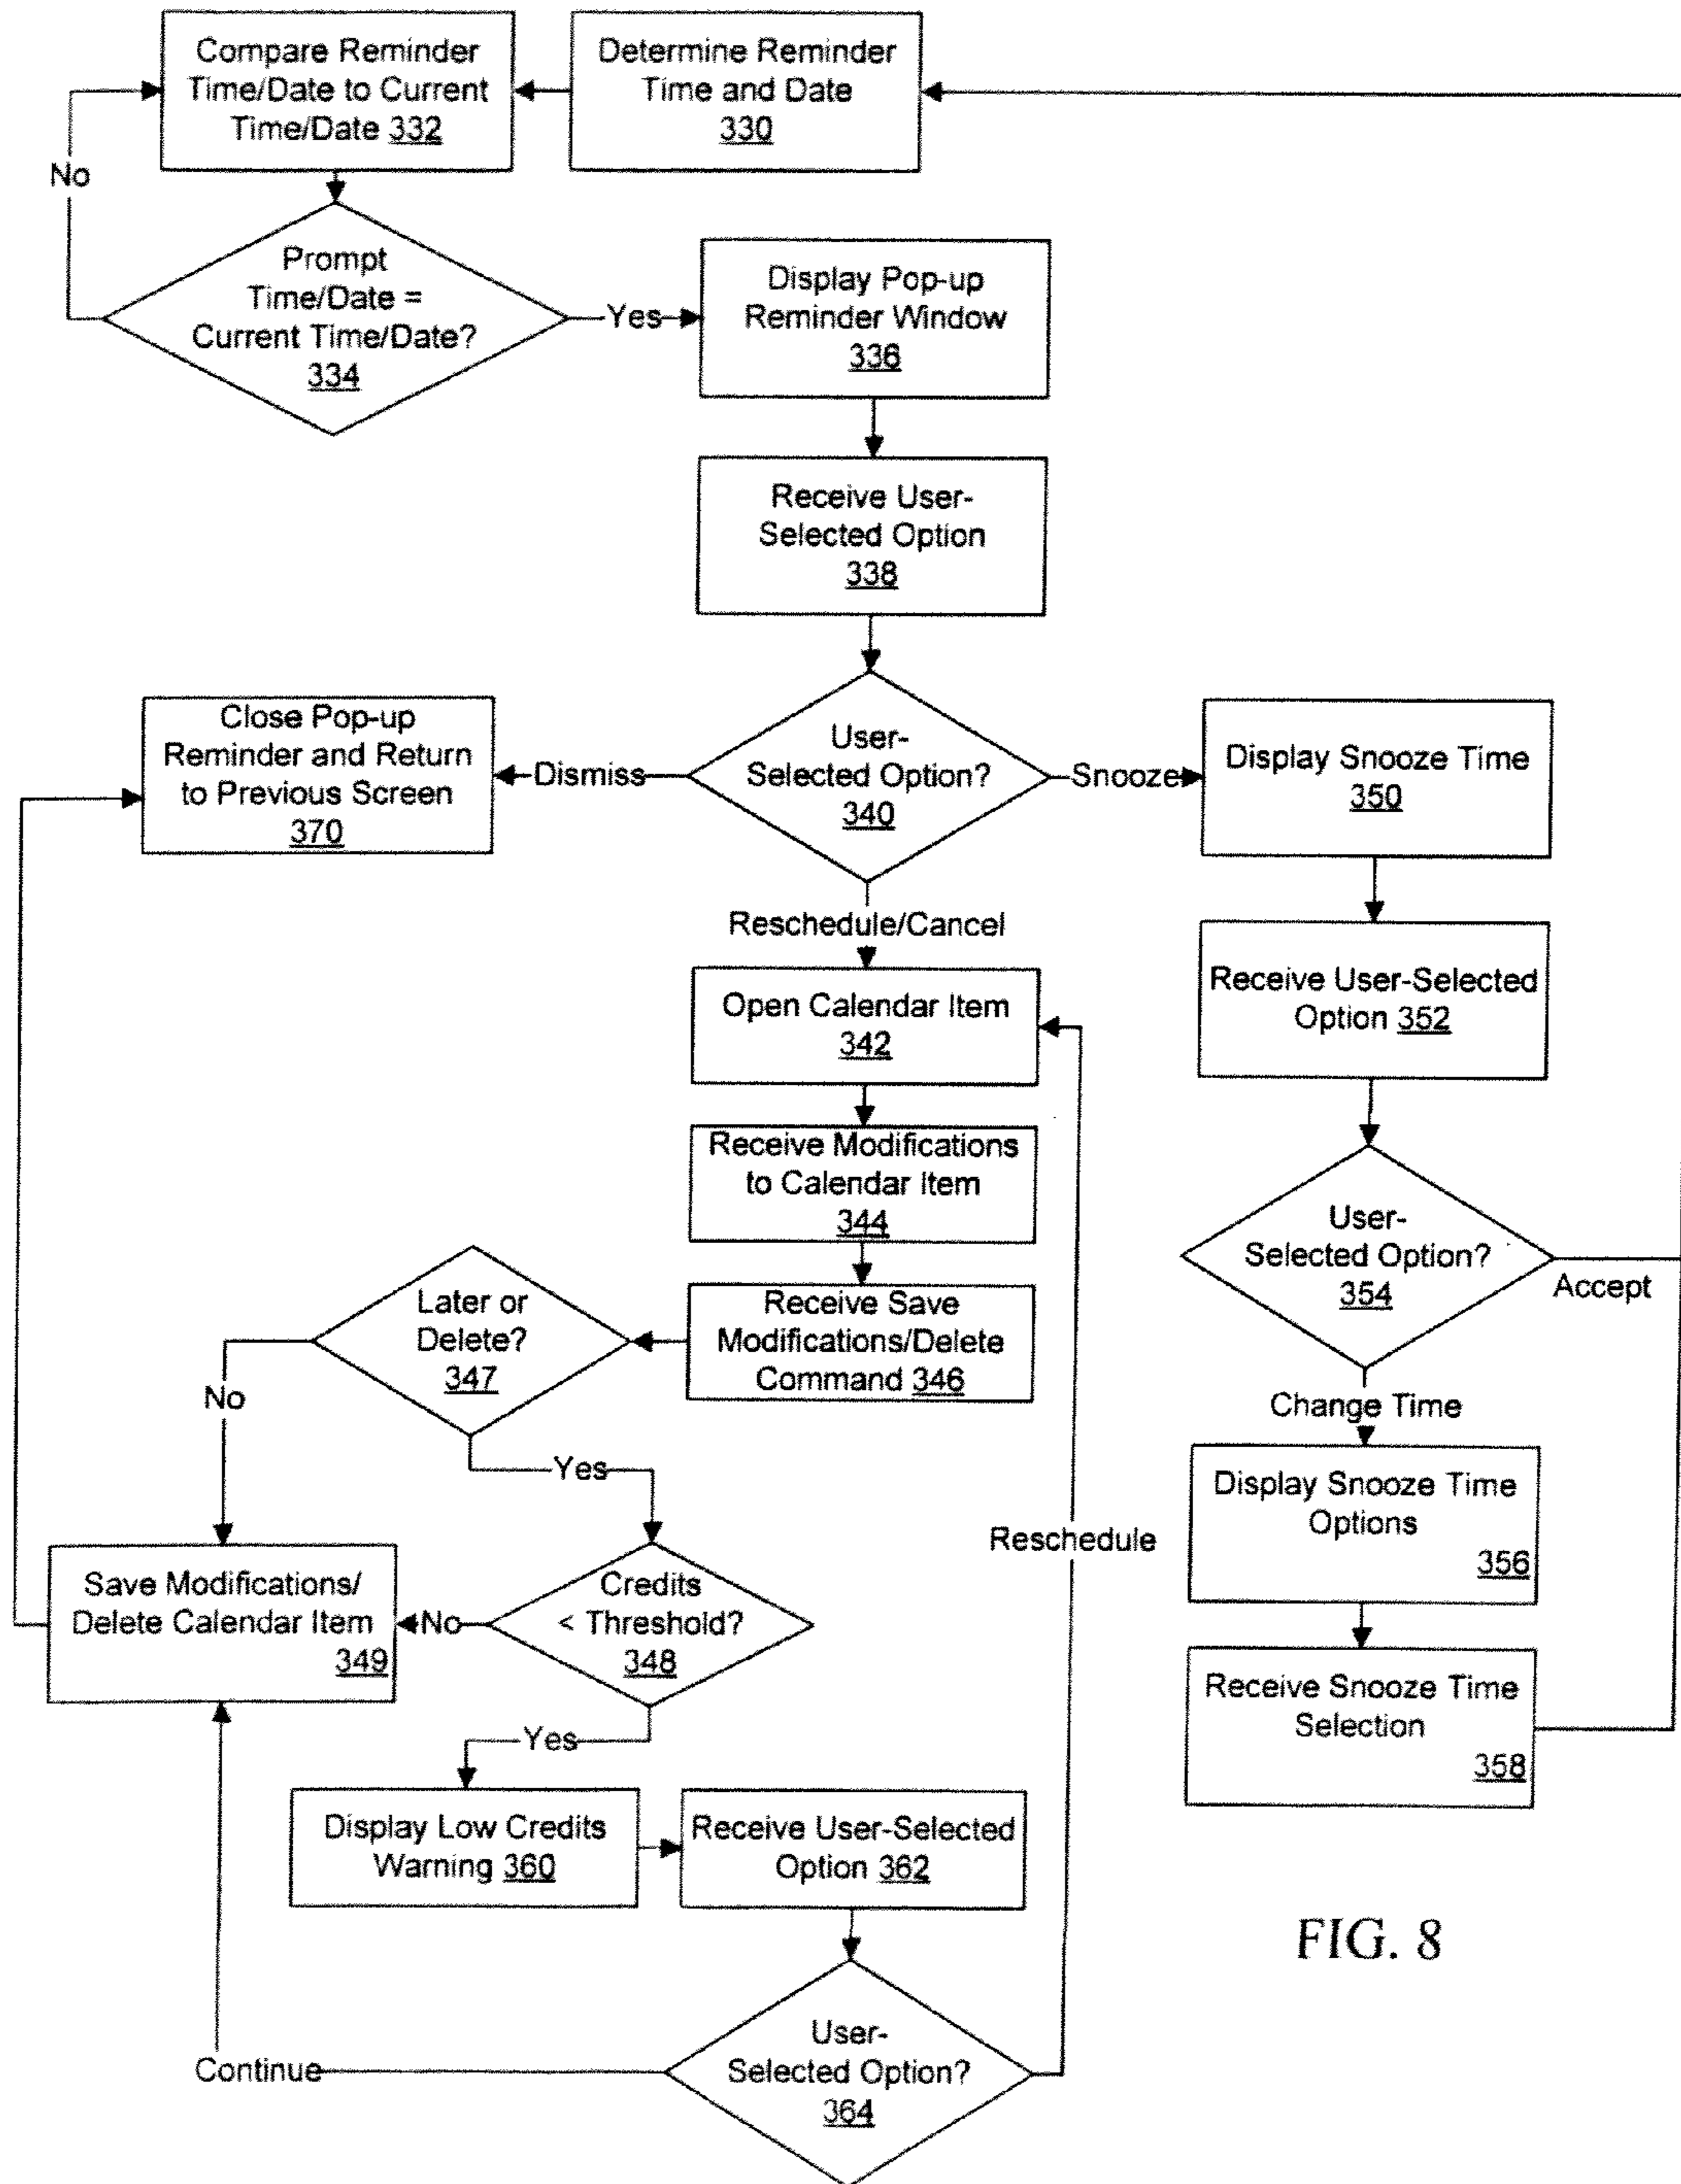 Compare Reminder
Time/Date to Current
Time/Date 332
Determine Reminder
Time and Date
330
No
Prompt
Time/Date =
Current Time/Date?
334
Yes
Display Pop-up
Reminder Window
336
Receive User-
Selected Option
338
Close Pop-up
Reminder and Return
to Previous Screen
370
Dismiss
User-
Selected Option?
340
Snooze
Display Snooze Time
350
Reschedule/Cancel
Open Calendar Item
342
Receive User-Selected
Option 352
Receive Modifications
to Calendar Item
344
User-
Selected Option?
354
Accept
Later or
Delete?
347
Receive Save
Modifications/Delete
Command 346
No
Change Time
Yes
Display Snooze Time
Options
356
Reschedule
Save Modifications/
Delete Calendar Item
349
No
Credits
< Threshold?
348
Receive Snooze Time
Selection
358
Yes
Display Low Credits
Warning 360
Receive User-Selected
Option 362
FIG. 8
Continue
User-
Selected Option?
364